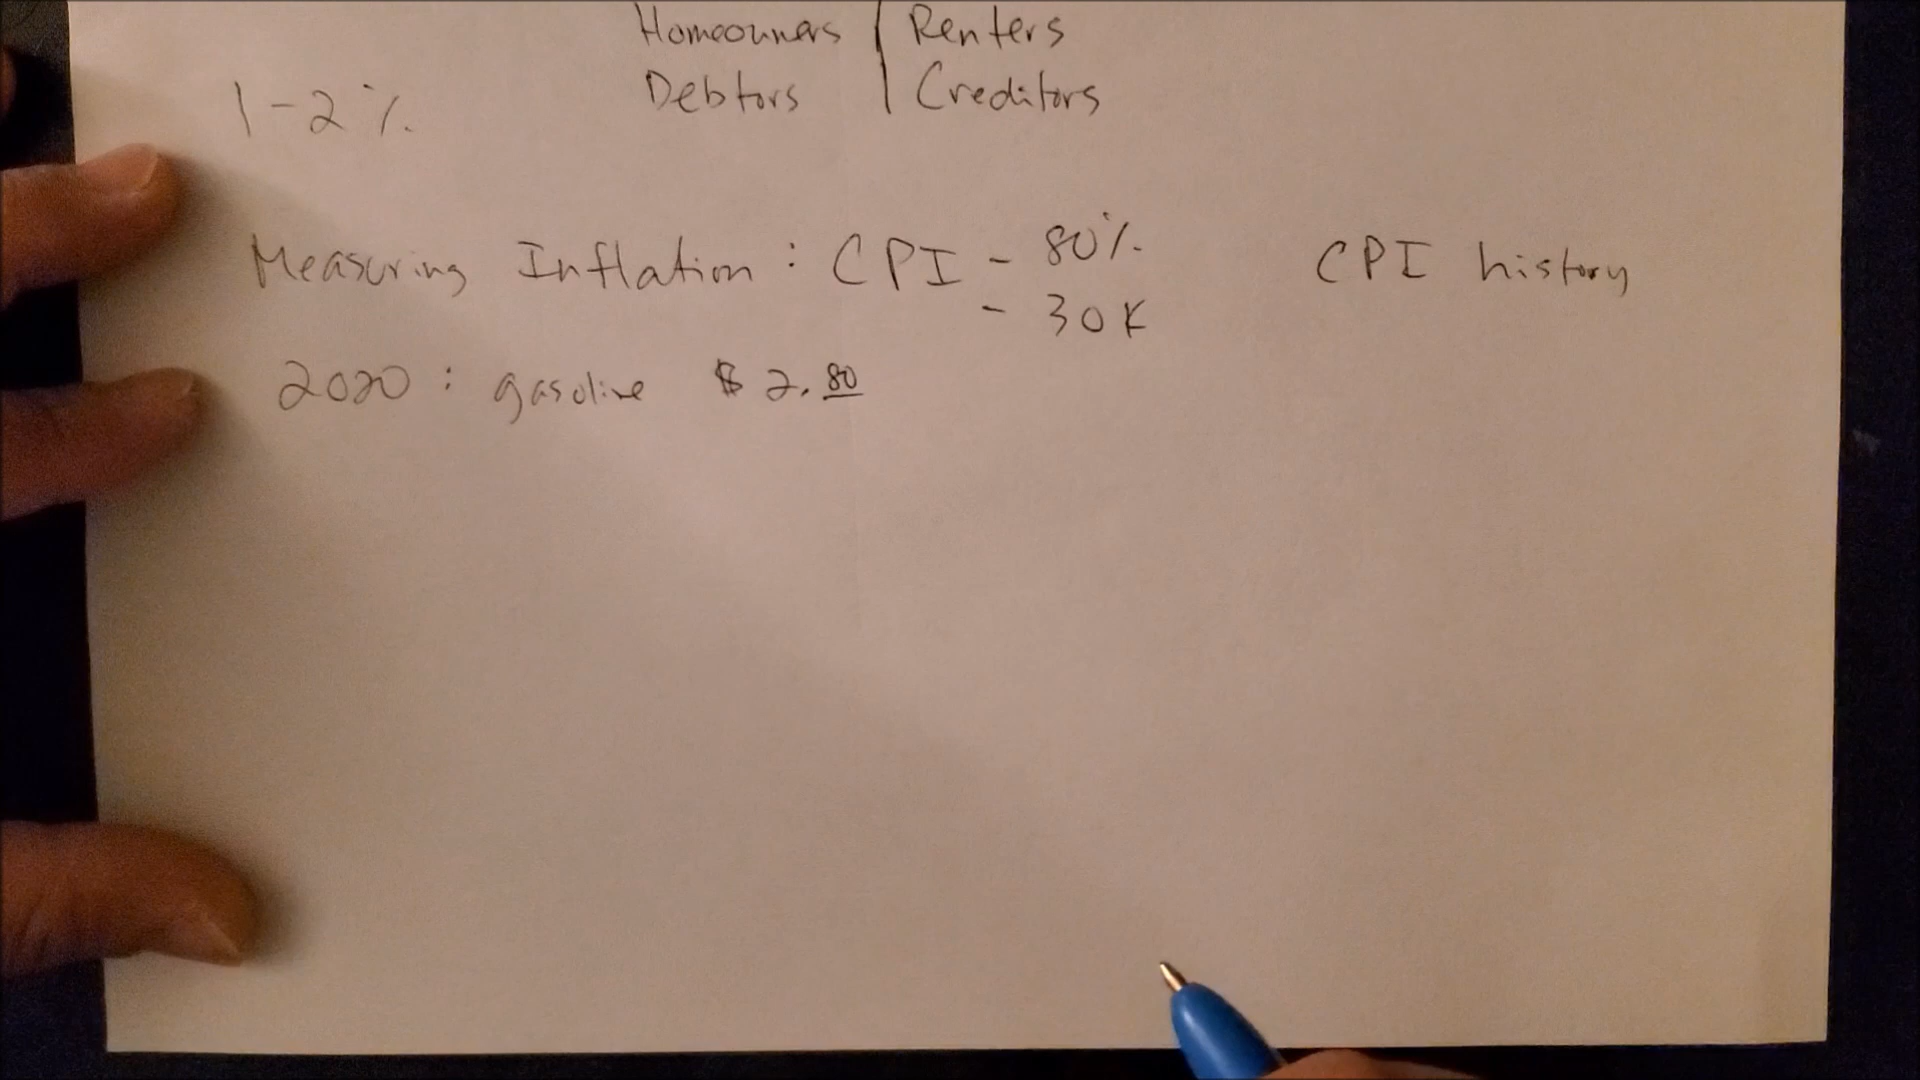 Homeowners | Renters
Debtors | Creditors
1-2%
Measuring Inflation : CPI - 80%
- 30K
CPI history
2020 : gasoline $2.80